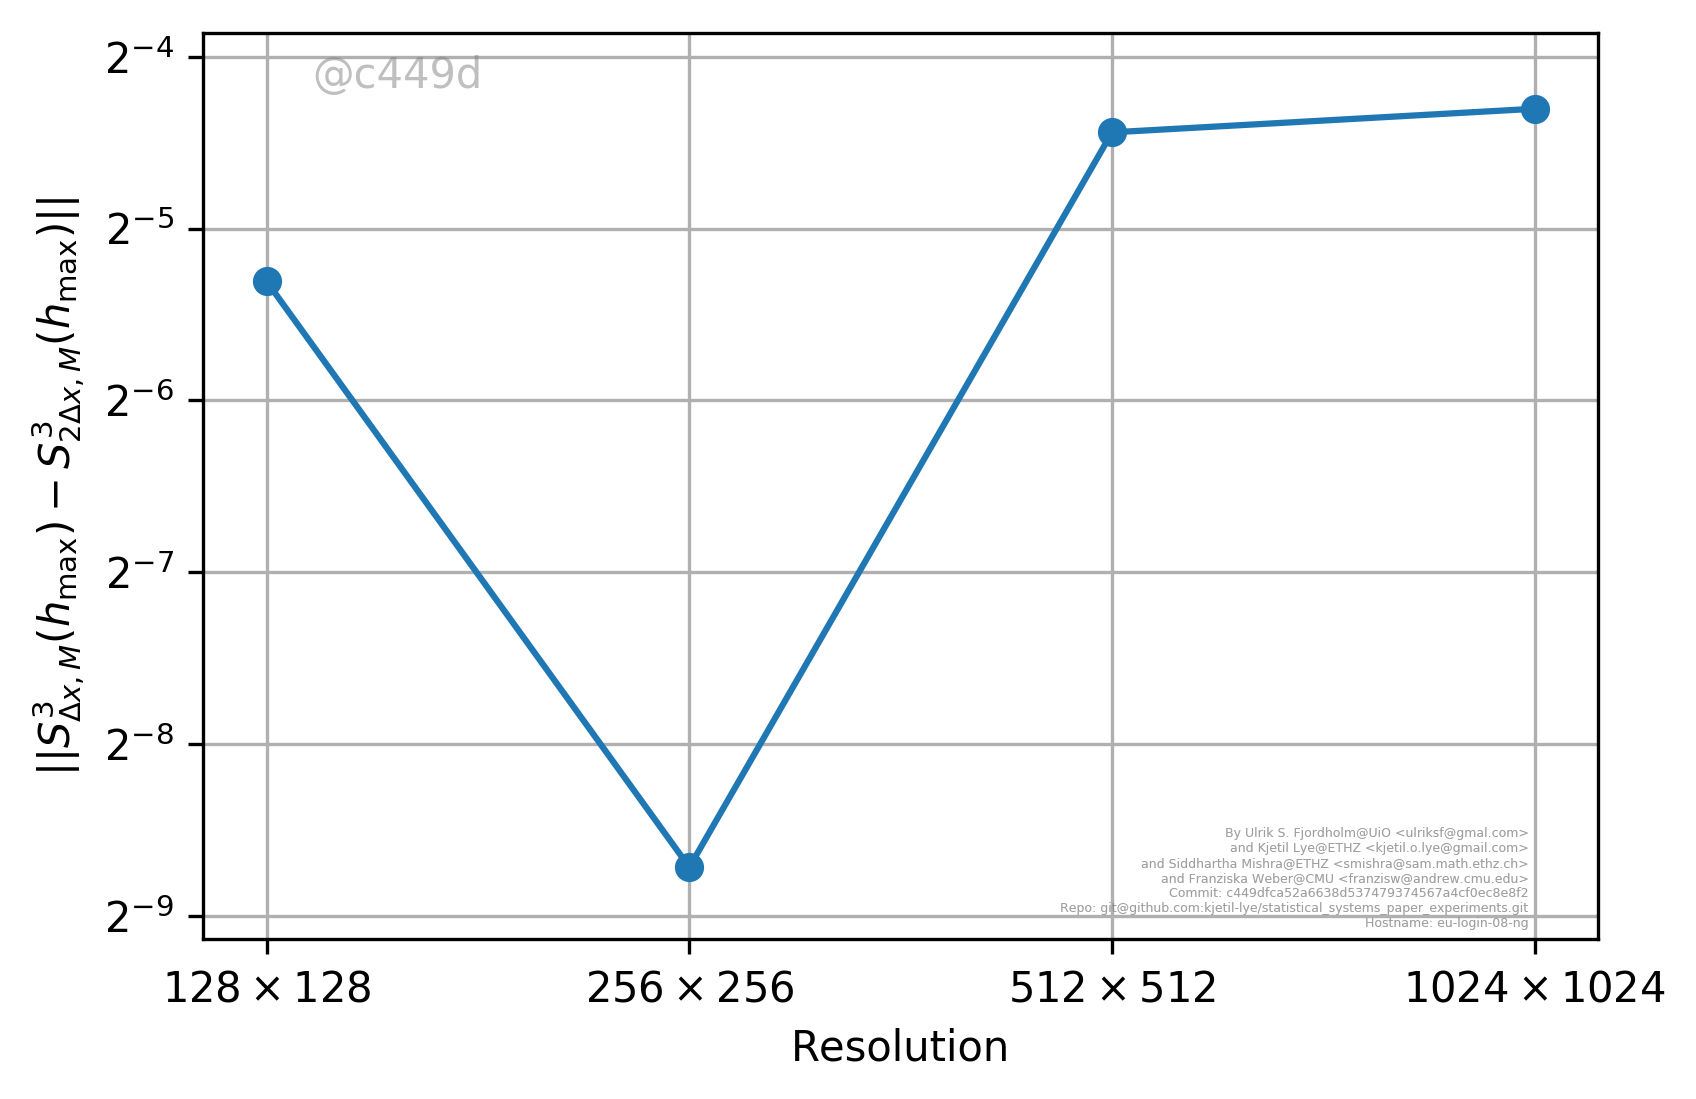 2⁻⁴
@c449d
2⁻⁵
2⁻⁶
2⁻⁷
2⁻⁸
2⁻⁹
||S³_{Δx,M}(h_max) − S³_{2Δx,M}(h_max)||
By Ulrik S. Fjordholm@UiO <ulriksf@gmal.com>
and Kjetil Lye@ETHZ <kjetil.o.lye@gmail.com>
and Siddhartha Mishra@ETHZ <smishra@sam.math.ethz.ch>
and Franziska Weber@CMU <franzisw@andrew.cmu.edu>
Commit: c449dfca52a6638d537479374567a4cf0ec8e8f2
Repo: git@github.com:kjetil-lye/statistical_systems_paper_experiments.git
Hostname: eu-login-08-ng
128 × 128 256 × 256 512 × 512 1024 × 1024
Resolution